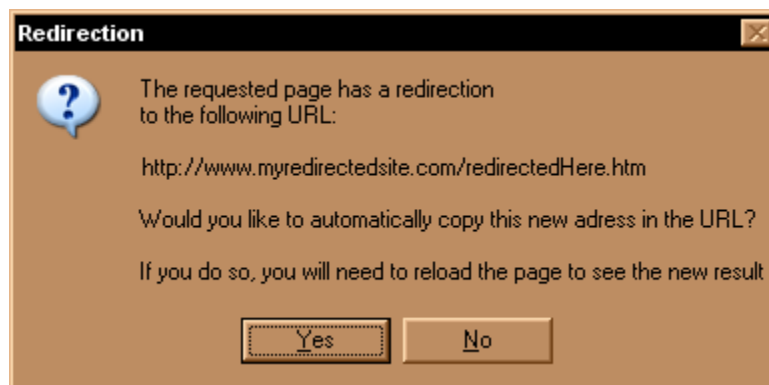 Redirection
The requested page has a redirection
to the following URL:
http://www.myredirectedsite.com/redirectedHere.htm
Would you like to automatically copy this new adress in the URL?
If you do so, you will need to reload the page to see the new result
Yes No